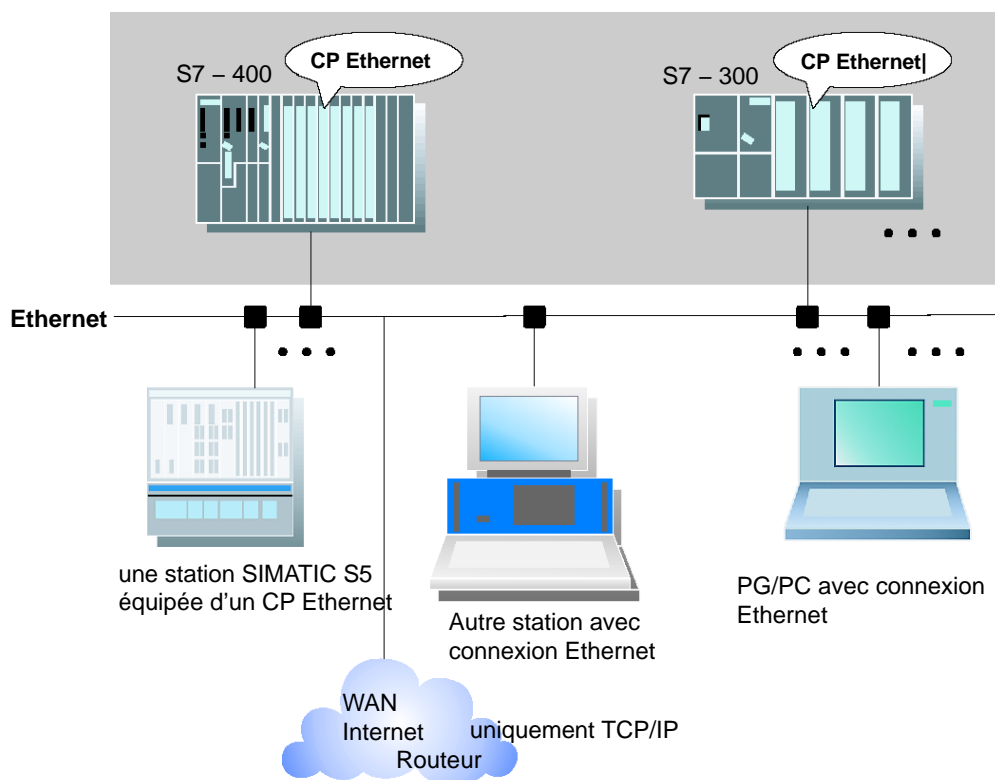 CP Ethernet
S7 – 400
CP Ethernet|
S7 – 300
Ethernet
une station SIMATIC S5
équipée d'un CP Ethernet
Autre station avec
connexion Ethernet
PG/PC avec connexion
Ethernet
WAN
Internet
Routeur
uniquement TCP/IP